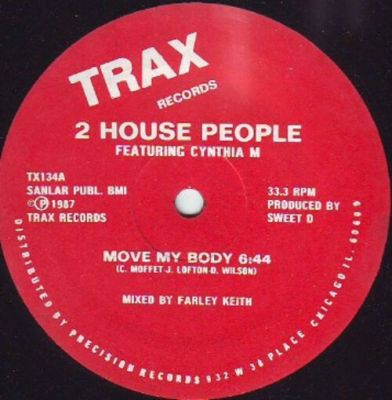 TRAX
RECORDS
2 HOUSE PEOPLE
FEATURING CYNTHIA M
TX134A
SANLAR PUBL. BMI
©℗1987
TRAX RECORDS
33.3 RPM
PRODUCED BY
SWEET D
MOVE MY BODY 6:44
(C. MOFFET-J. LOFTON-D. WILSON)
MIXED BY FARLEY KEITH
DISTRIBUTED BY PRECISION RECORDS 932 W 38 PLACE CHICAGO IL. 60609